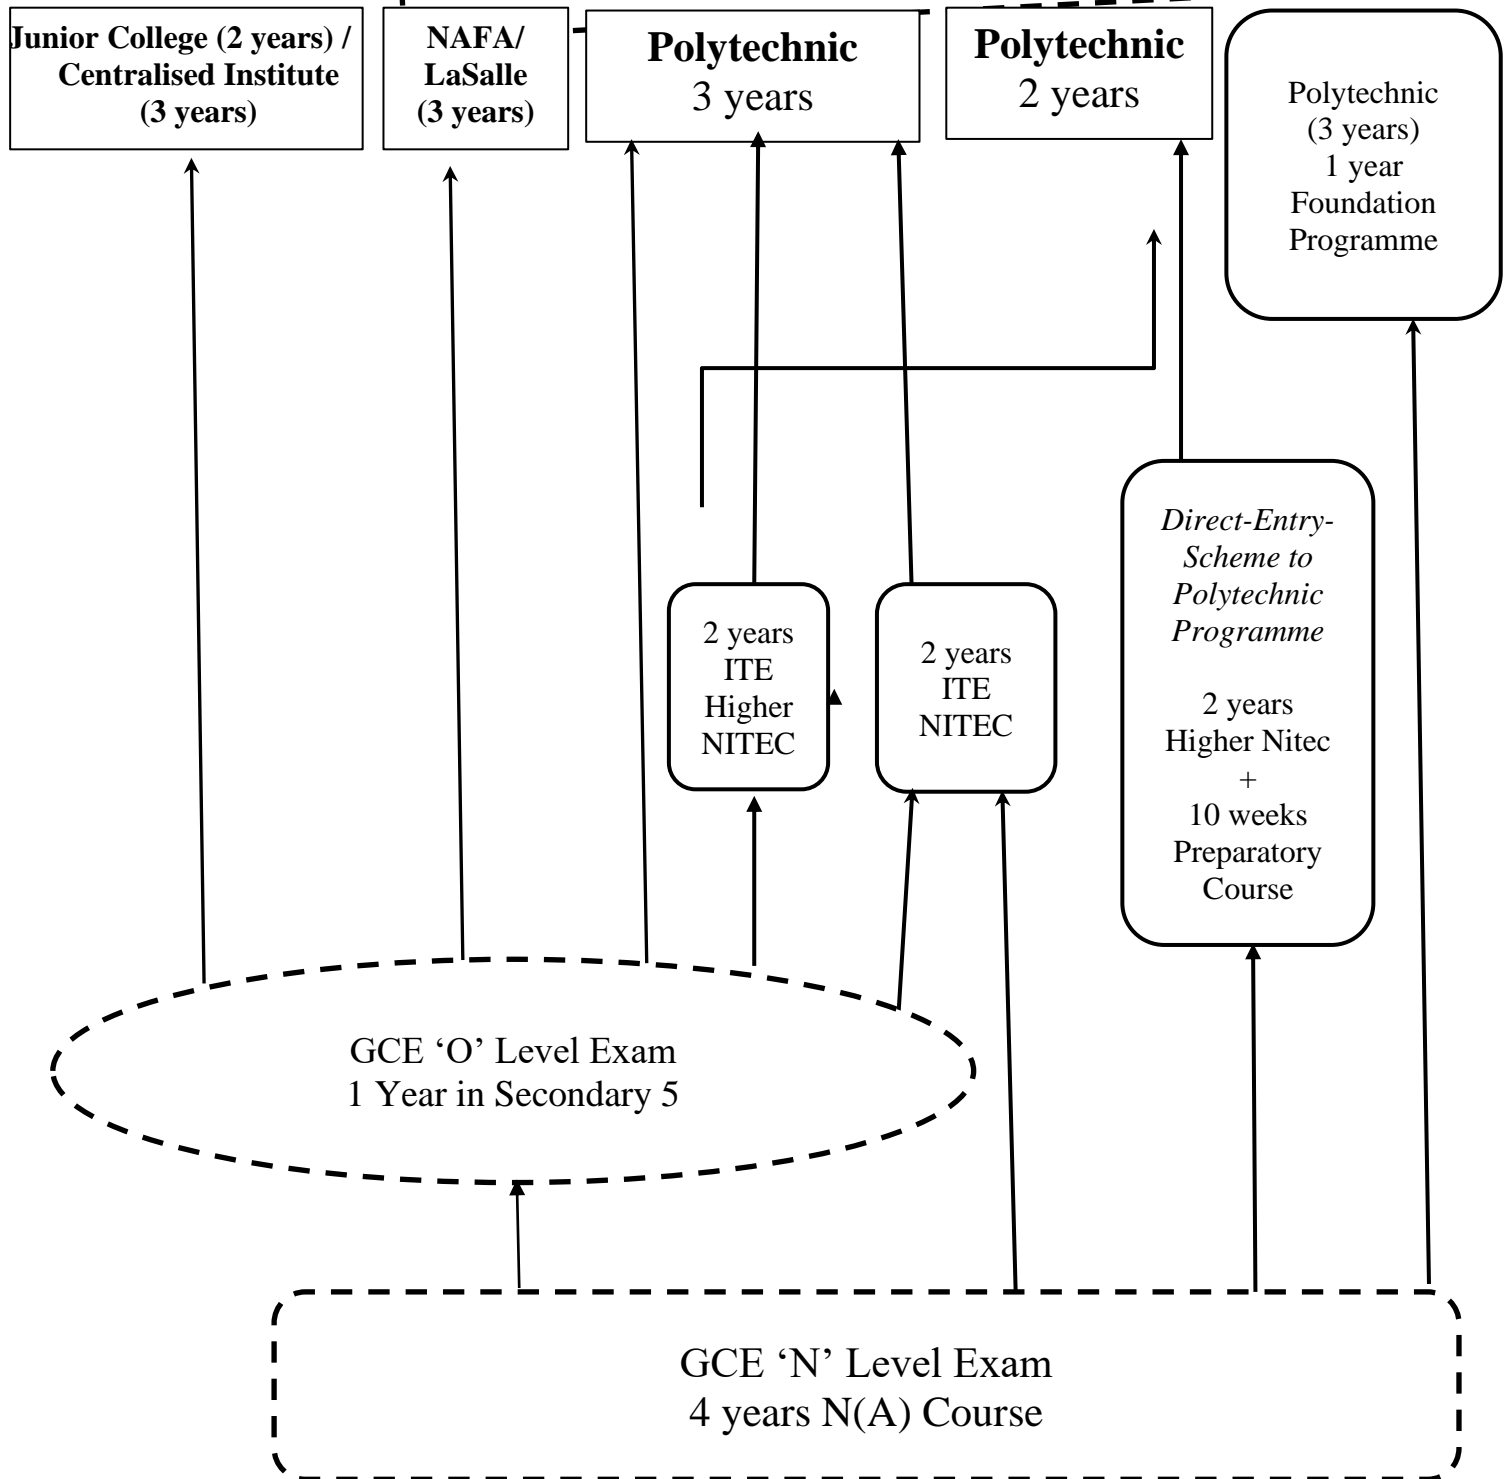 Junior College (2 years) /
Centralised Institute
(3 years)
NAFA/
LaSalle
(3 years)
Polytechnic
3 years
Polytechnic
2 years
Polytechnic
(3 years)
1 year
Foundation
Programme
2 years
ITE
Higher
NITEC
2 years
ITE
NITEC
Direct-Entry-
Scheme to
Polytechnic
Programme
2 years
Higher Nitec
+
10 weeks
Preparatory
Course
GCE ‘O’ Level Exam
1 Year in Secondary 5
GCE ‘N’ Level Exam
4 years N(A) Course